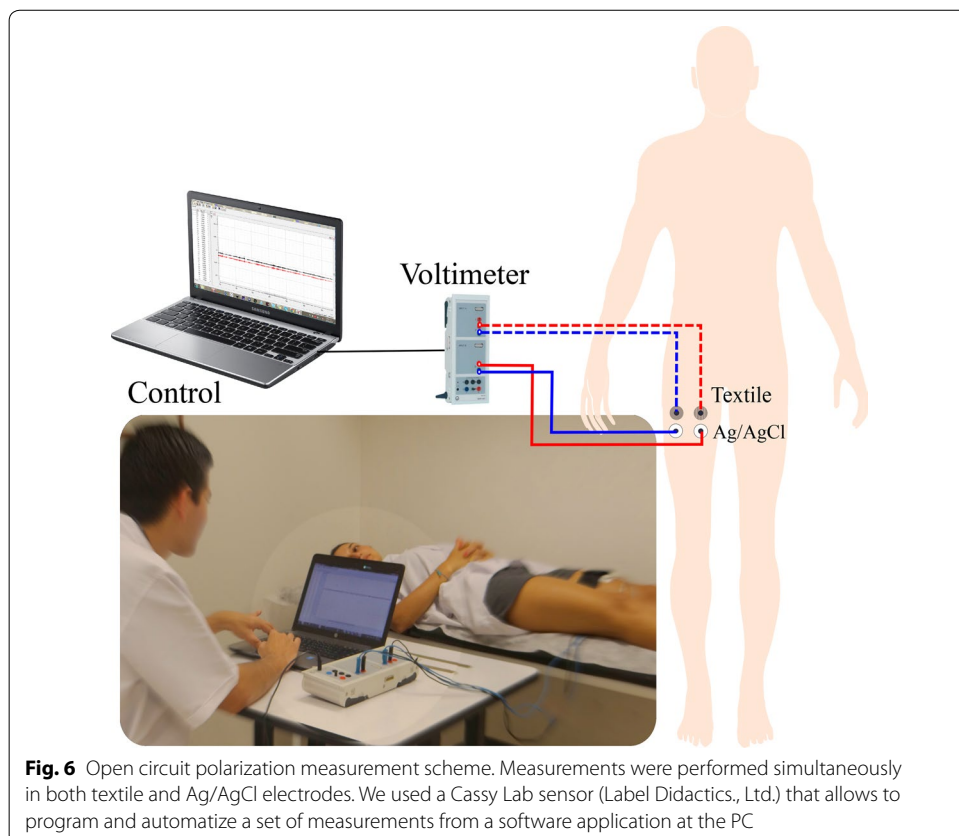 Voltimeter
Control
Textile
Ag/AgCl
Fig. 6 Open circuit polarization measurement scheme. Measurements were performed simultaneously
in both textile and Ag/AgCl electrodes. We used a Cassy Lab sensor (Label Didactics., Ltd.) that allows to
program and automatize a set of measurements from a software application at the PC